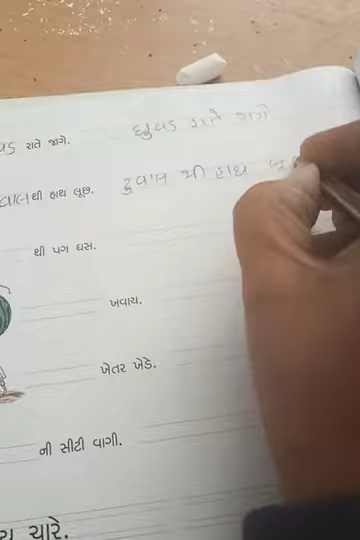 વડ રાતે જાગે. ઘુવડ રાતે જાગે
વાલથી હાથ લૂછ. ટુવાલ થી હાથ લૂ
થી પગ ઘસ.
ખવાય.
ખેતર ખેડે.
ની સીટી વાગી.
ચારે.